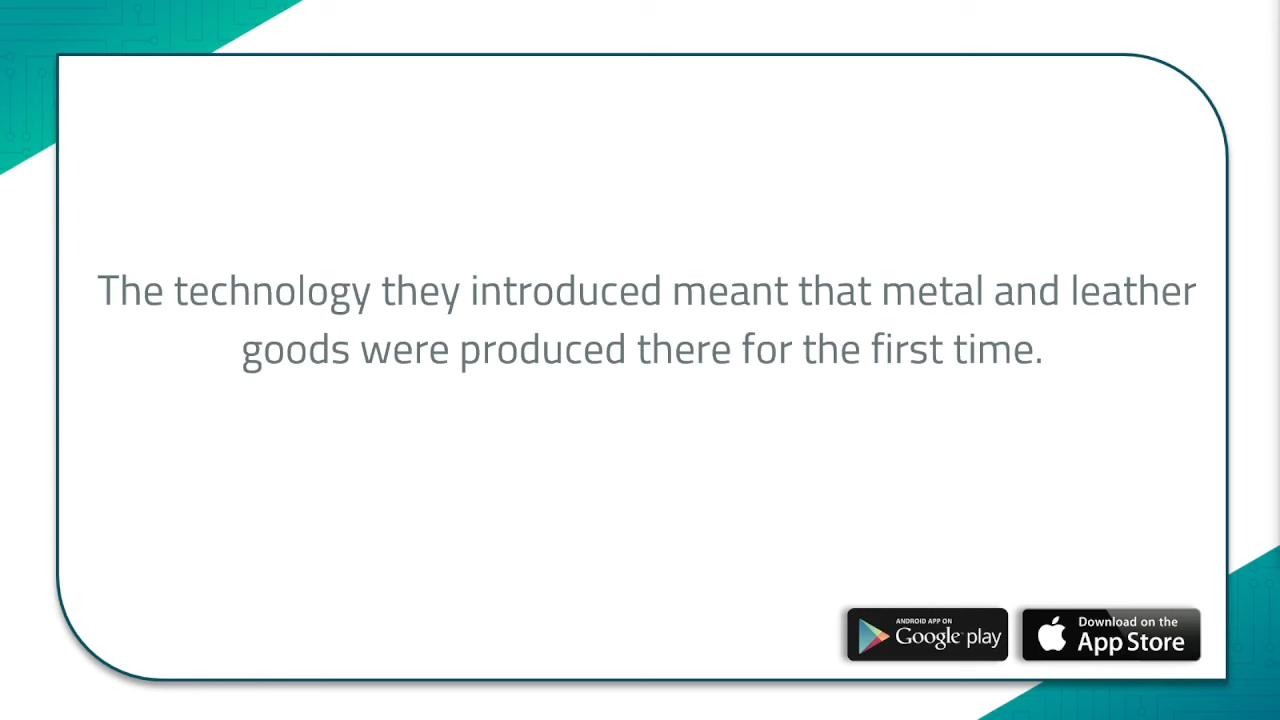 The technology they introduced meant that metal and leather
goods were produced there for the first time.
ANDROID APP ON
Google play
Download on the
App Store